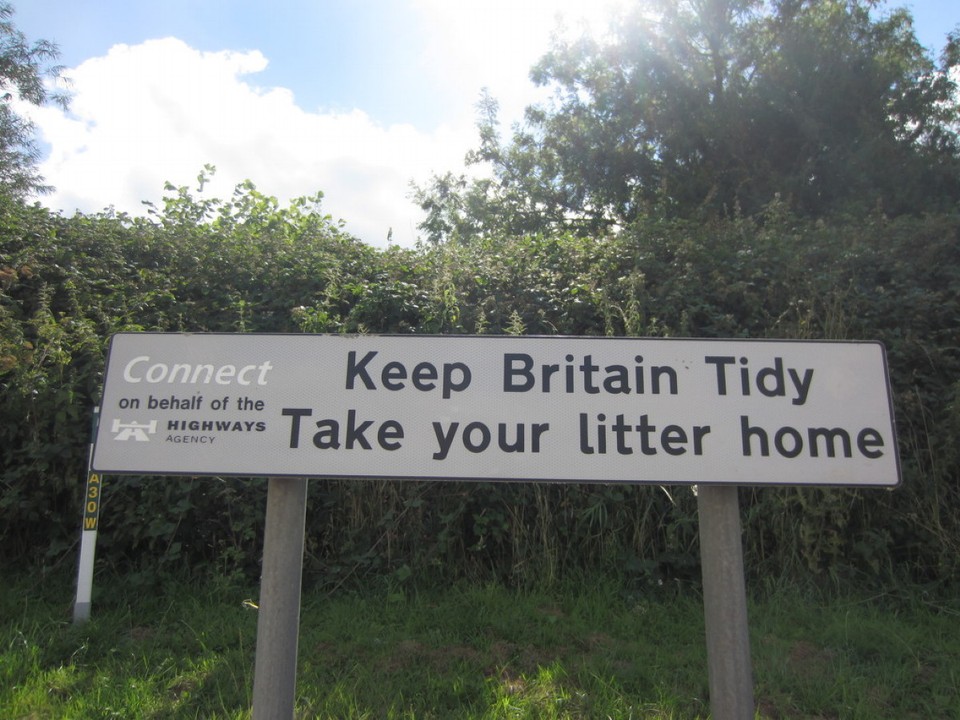 Connect
on behalf of the
HIGHWAYS
AGENCY
Keep Britain Tidy
Take your litter home
A30W